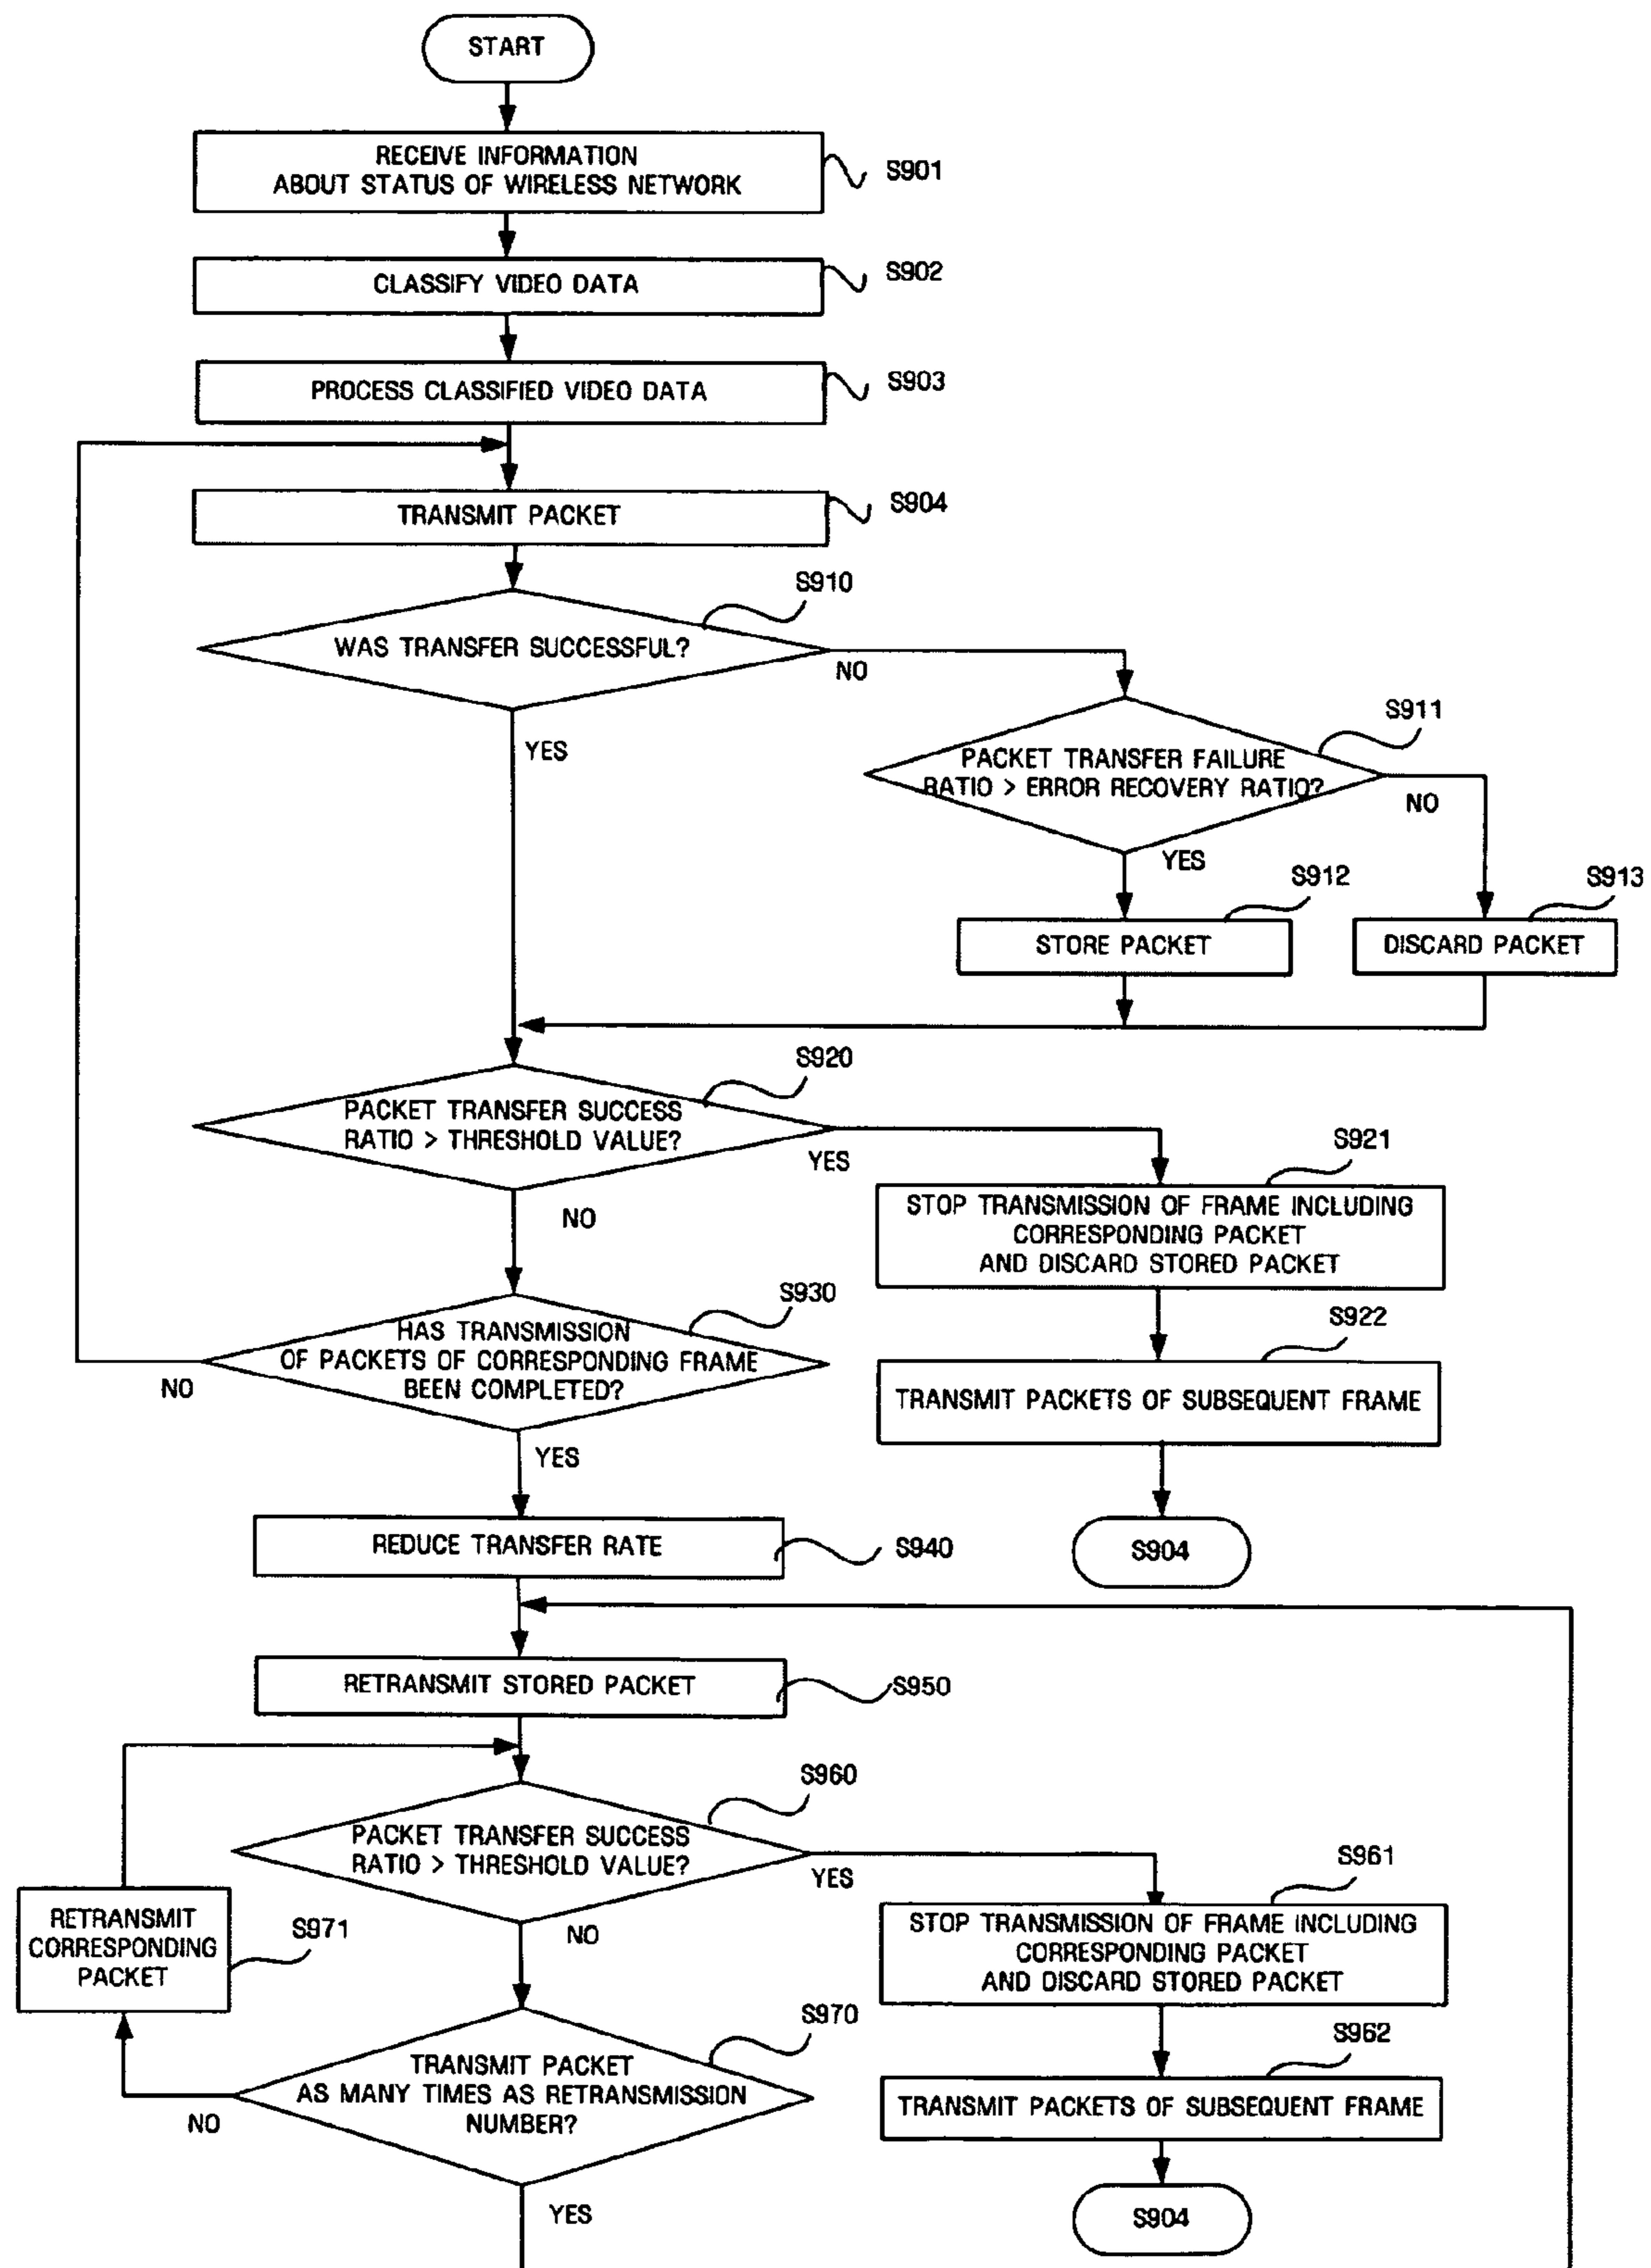 START
RECEIVE INFORMATION
ABOUT STATUS OF WIRELESS NETWORK
S901
CLASSIFY VIDEO DATA
S902
PROCESS CLASSIFIED VIDEO DATA
S903
TRANSMIT PACKET
S904
S910
WAS TRANSFER SUCCESSFUL?
NO
YES
S911
PACKET TRANSFER FAILURE
RATIO > ERROR RECOVERY RATIO?
NO
YES
S912
STORE PACKET
S913
DISCARD PACKET
S920
PACKET TRANSFER SUCCESS
RATIO > THRESHOLD VALUE?
YES
NO
S921
STOP TRANSMISSION OF FRAME INCLUDING
CORRESPONDING PACKET
AND DISCARD STORED PACKET
S922
TRANSMIT PACKETS OF SUBSEQUENT FRAME
S904
S930
HAS TRANSMISSION
OF PACKETS OF CORRESPONDING FRAME
BEEN COMPLETED?
NO
YES
REDUCE TRANSFER RATE
S940
RETRANSMIT STORED PACKET
S950
S960
PACKET TRANSFER SUCCESS
RATIO > THRESHOLD VALUE?
YES
NO
S961
STOP TRANSMISSION OF FRAME INCLUDING
CORRESPONDING PACKET
AND DISCARD STORED PACKET
S962
TRANSMIT PACKETS OF SUBSEQUENT FRAME
S904
RETRANSMIT
CORRESPONDING
PACKET
S971
S970
TRANSMIT PACKET
AS MANY TIMES AS RETRANSMISSION
NUMBER?
NO
YES